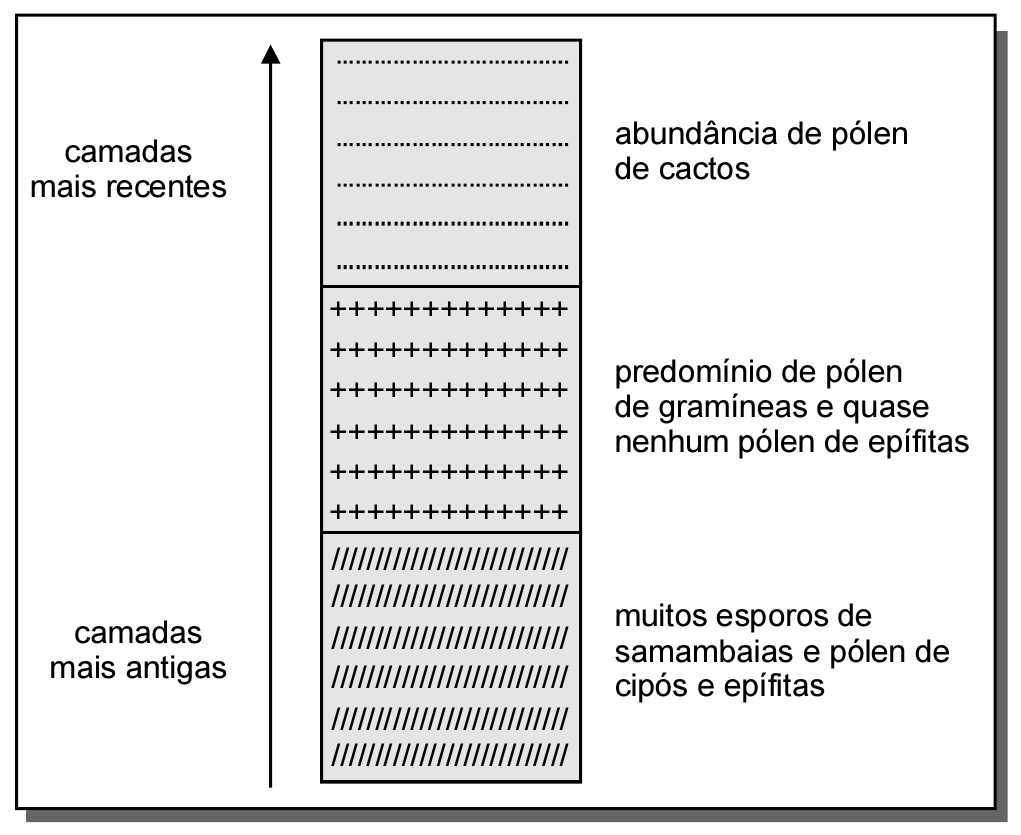 camadas
mais recentes
abundância de pólen
de cactos
predomínio de pólen
de gramíneas e quase
nenhum pólen de epífitas
camadas
mais antigas
muitos esporos de
samambaias e pólen de
cipós e epífitas